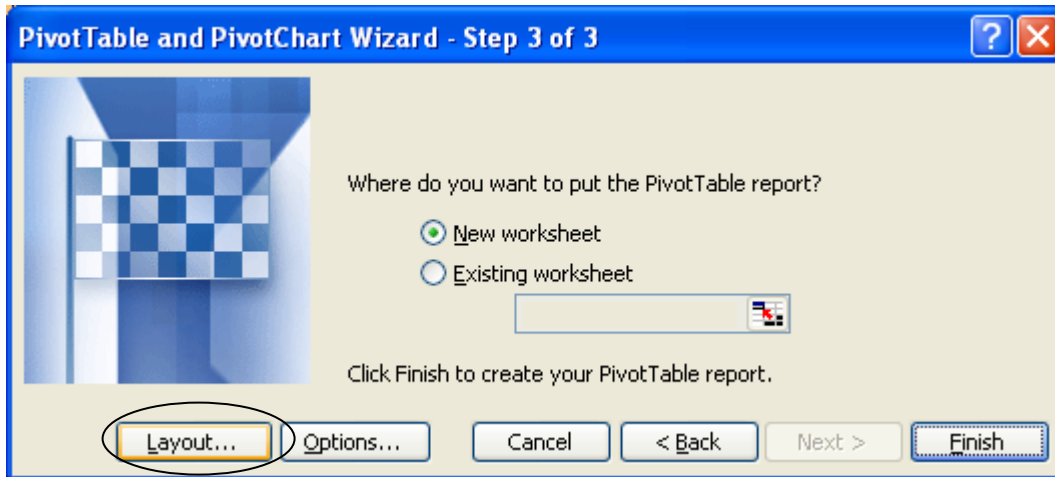 PivotTable and PivotChart Wizard - Step 3 of 3
Where do you want to put the PivotTable report?
New worksheet
Existing worksheet
Click Finish to create your PivotTable report.
Layout... Options... Cancel < Back Next > Finish